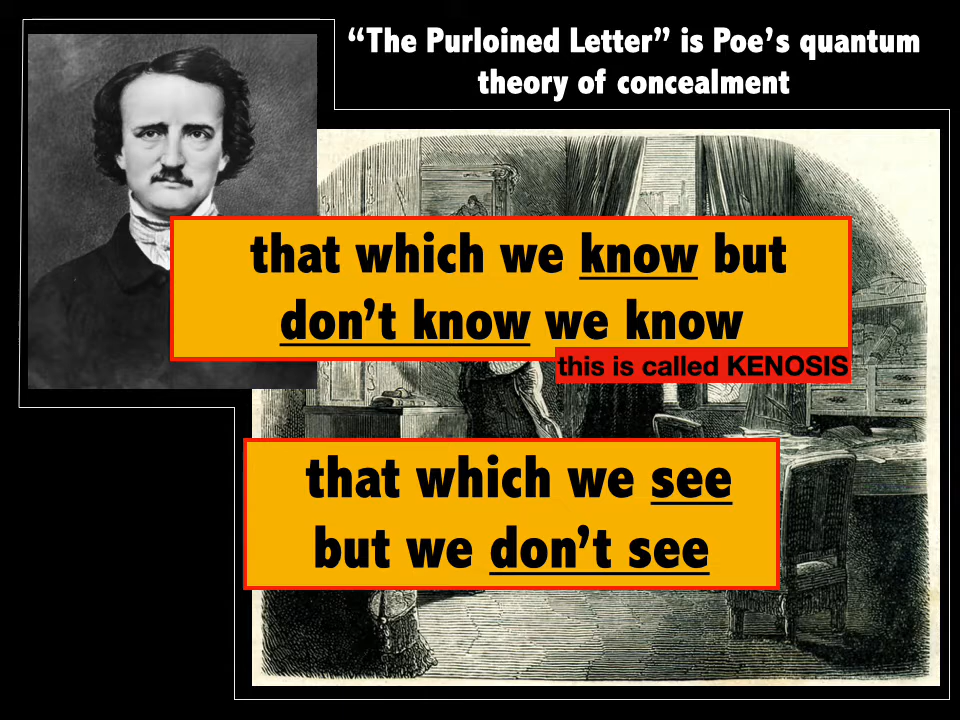 “The Purloined Letter” is Poe’s quantum
theory of concealment
that which we know but
don’t know we know
this is called KENOSIS
that which we see
but we don’t see